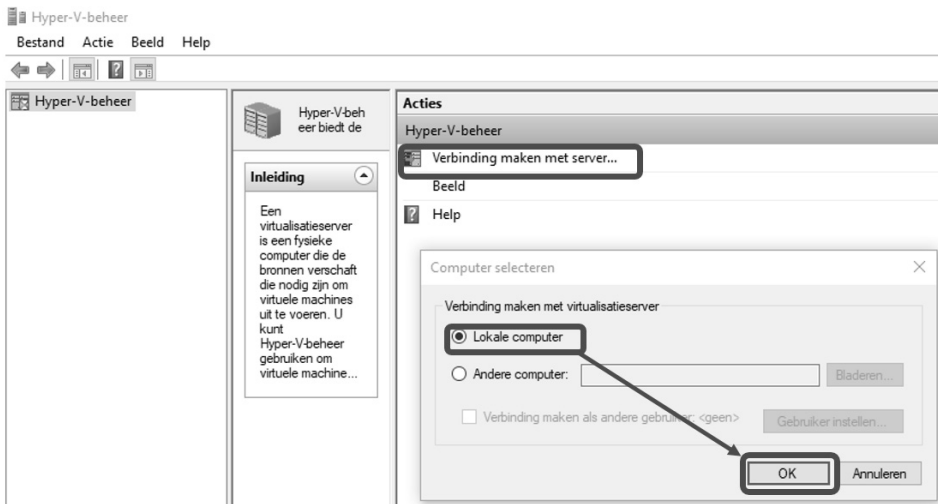 Hyper-V-beheer
Bestand Actie Beeld Help
Hyper-V-beheer
Hyper-V-beh
eer biedt de
Inleiding
Een
virtualisatieserver
is een fysieke
computer die de
bronnen verschaft
die nodig zijn om
virtuele machines
uit te voeren. U
kunt
Hyper-V-beheer
gebruiken om
virtuele machine...
Acties
Hyper-V-beheer
Verbinding maken met server...
Beeld
Help
Computer selecteren
Verbinding maken met virtualisatieserver
Lokale computer
Andere computer:
Bladeren...
Verbinding maken als andere gebruiker: <geen>
Gebruiker instellen...
OK
Annuleren